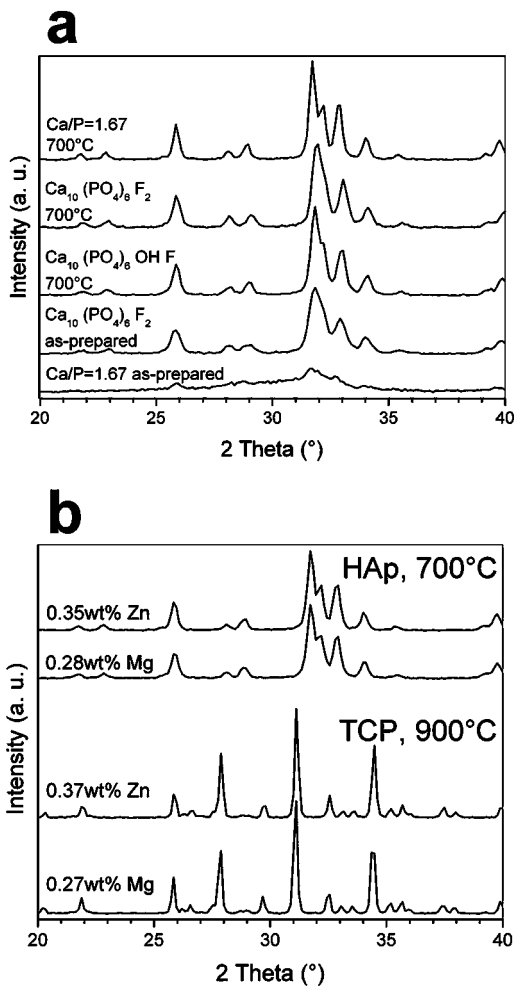 a
Intensity (a. u.)
Ca/P=1.67
700°C
Ca10 (PO4)6 F2
700°C
Ca10 (PO4)6 OH F
700°C
Ca10 (PO4)6 F2
as-prepared
Ca/P=1.67 as-prepared
20 25 30 35 40
2 Theta (°)
b
Intensity (a. u.)
HAp, 700°C
0.35wt% Zn
0.28wt% Mg
TCP, 900°C
0.37wt% Zn
0.27wt% Mg
20 25 30 35 40
2 Theta (°)